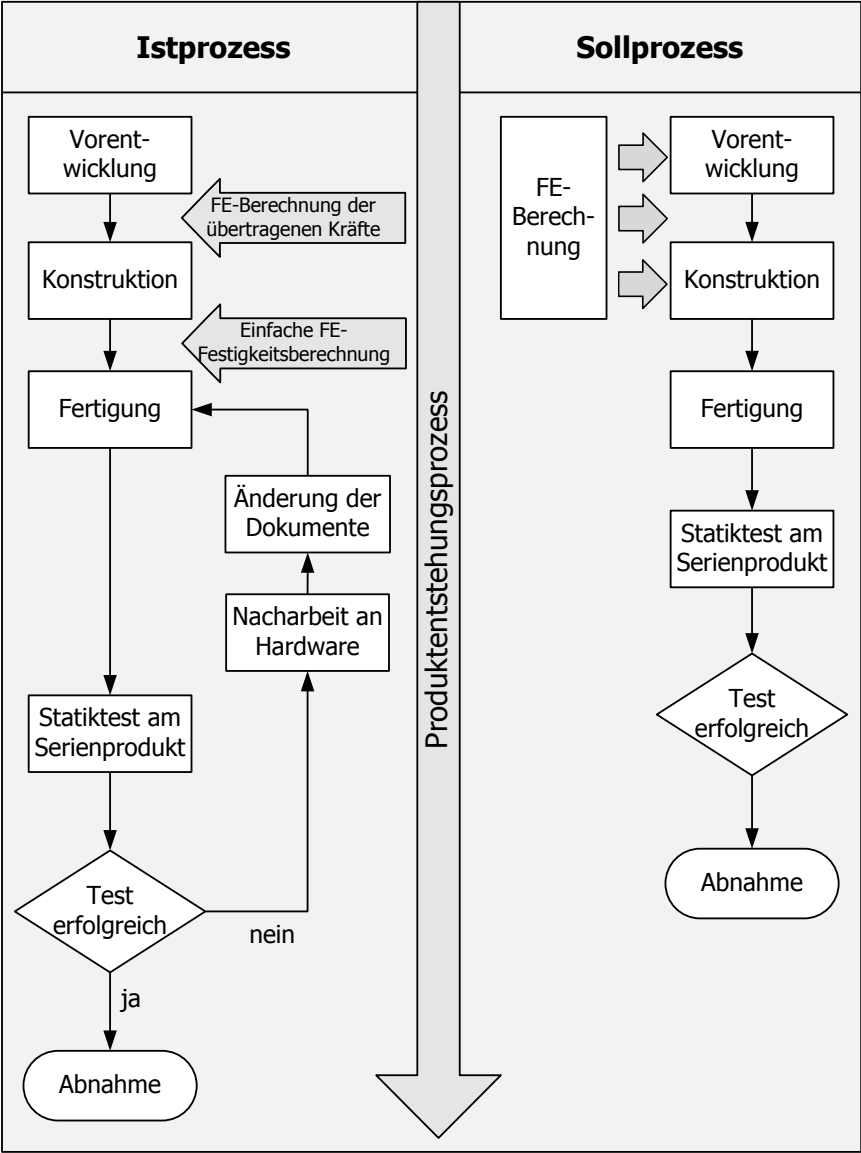 Istprozess
Vorent-
wicklung
FE-Berechnung der
übertragenen Kräfte
Konstruktion
Einfache FE-
Festigkeitsberechnung
Fertigung
Änderung der
Dokumente
Nacharbeit an
Hardware
Statiktest am
Serienprodukt
Test
erfolgreich
nein
ja
Abnahme
Produktentstehungsprozess
Sollprozess
FE-
Berech-
nung
Vorent-
wicklung
Konstruktion
Fertigung
Statiktest am
Serienprodukt
Test
erfolgreich
Abnahme